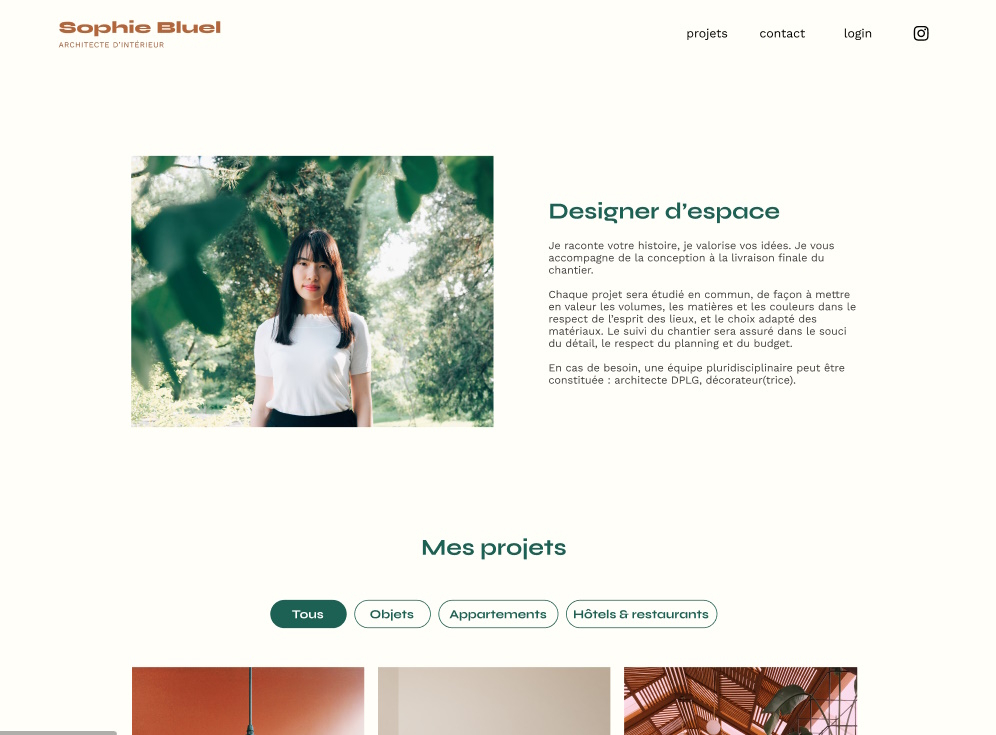 Sophie Bluel
ARCHITECTE D'INTÉRIEUR
projets
contact
login
Designer d’espace
Je raconte votre histoire, je valorise vos idées. Je vous
accompagne de la conception à la livraison finale du
chantier.
Chaque projet sera étudié en commun, de façon à mettre
en valeur les volumes, les matières et les couleurs dans le
respect de l’esprit des lieux, et le choix adapté des
matériaux. Le suivi du chantier sera assuré dans le souci
du détail, le respect du planning et du budget.
En cas de besoin, une équipe pluridisciplinaire peut être
constituée : architecte DPLG, décorateur(trice).
Mes projets
Tous
Objets
Appartements
Hôtels & restaurants